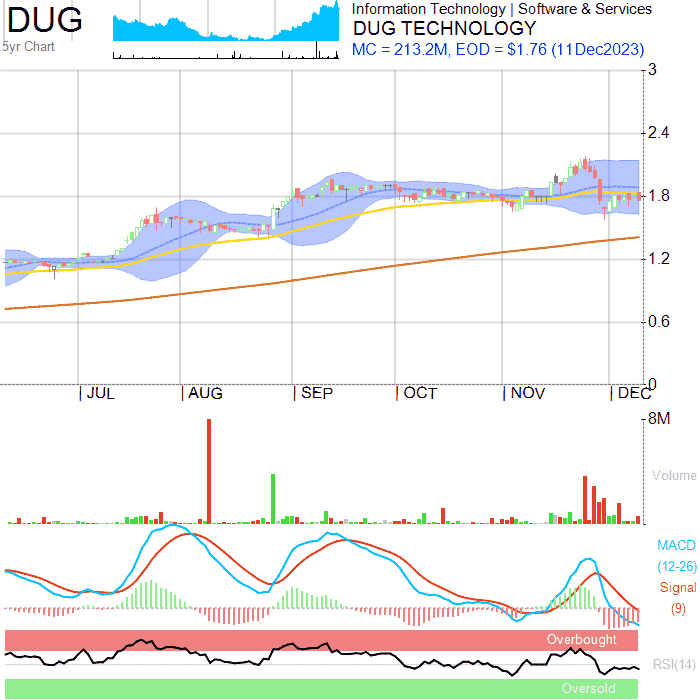 DUG
5yr Chart
Information Technology | Software & Services
DUG TECHNOLOGY
MC = 213.2M, EOD = $1.76 (11Dec2023)
3
2.4
1.8
1.2
0.6
0
| JUL | AUG | SEP | OCT | NOV | DEC
8M
Volume
MACD
(12-26)
Signal
(9)
Overbought
RSI(14)
Oversold